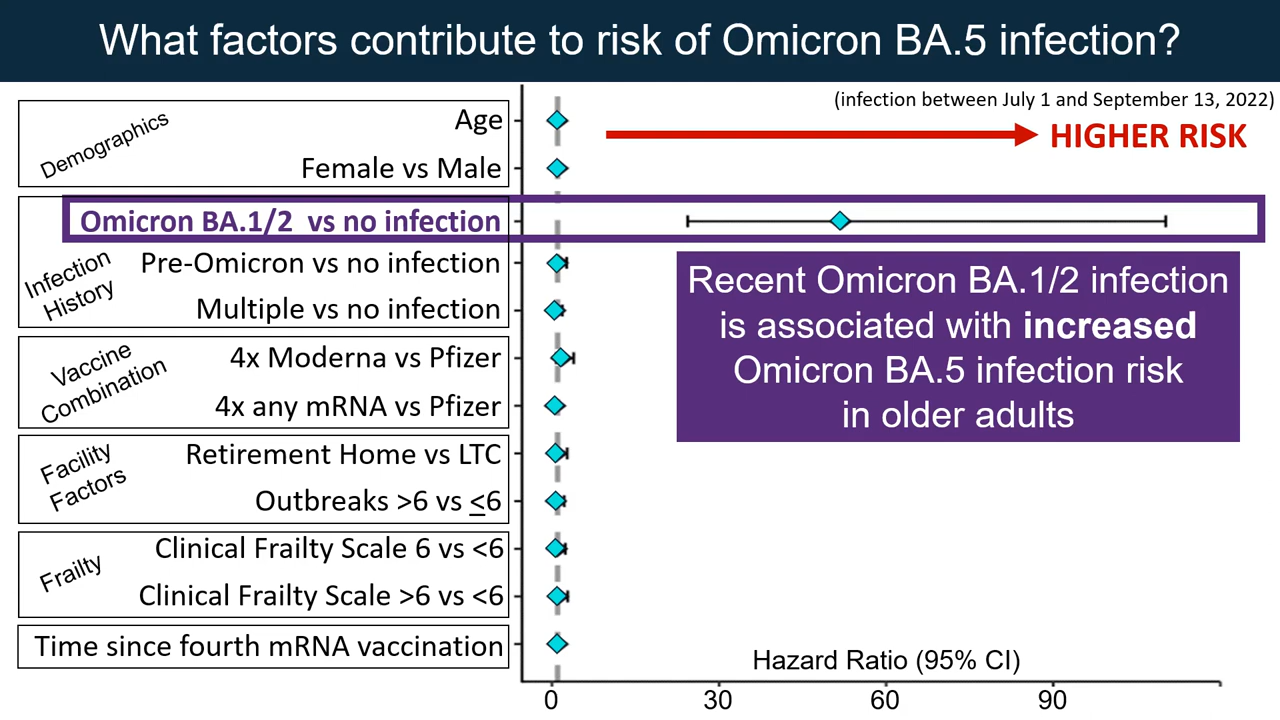 What factors contribute to risk of Omicron BA.5 infection?
(infection between July 1 and September 13, 2022)
HIGHER RISK
Demographics
Age
Female vs Male
Infection
History
Omicron BA.1/2 vs no infection
Pre-Omicron vs no infection
Multiple vs no infection
Recent Omicron BA.1/2 infection
is associated with increased
Omicron BA.5 infection risk
in older adults
Vaccine
Combination
4x Moderna vs Pfizer
4x any mRNA vs Pfizer
Facility
Factors
Retirement Home vs LTC
Outbreaks >6 vs ≤6
Frailty
Clinical Frailty Scale 6 vs <6
Clinical Frailty Scale >6 vs <6
Time since fourth mRNA vaccination
Hazard Ratio (95% CI)
0 30 60 90